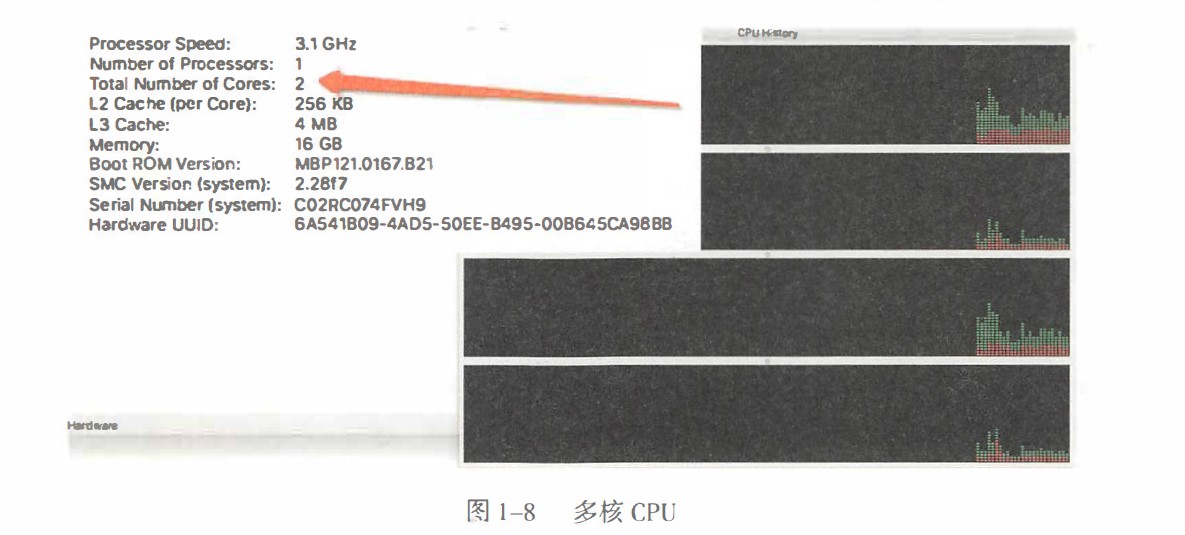 CPU History
Processor Speed: 3.1 GHz
Number of Processors: 1
Total Number of Cores: 2
L2 Cache (per Core): 256 KB
L3 Cache: 4 MB
Memory: 16 GB
Boot ROM Version: MBP121.0167.B21
SMC Version (system): 2.28f7
Serial Number (system): C02RC074FVH9
Hardware UUID: 6A541B09-4AD5-50EE-B495-00B645CA98BB
Hardware
图 1-8 多核 CPU